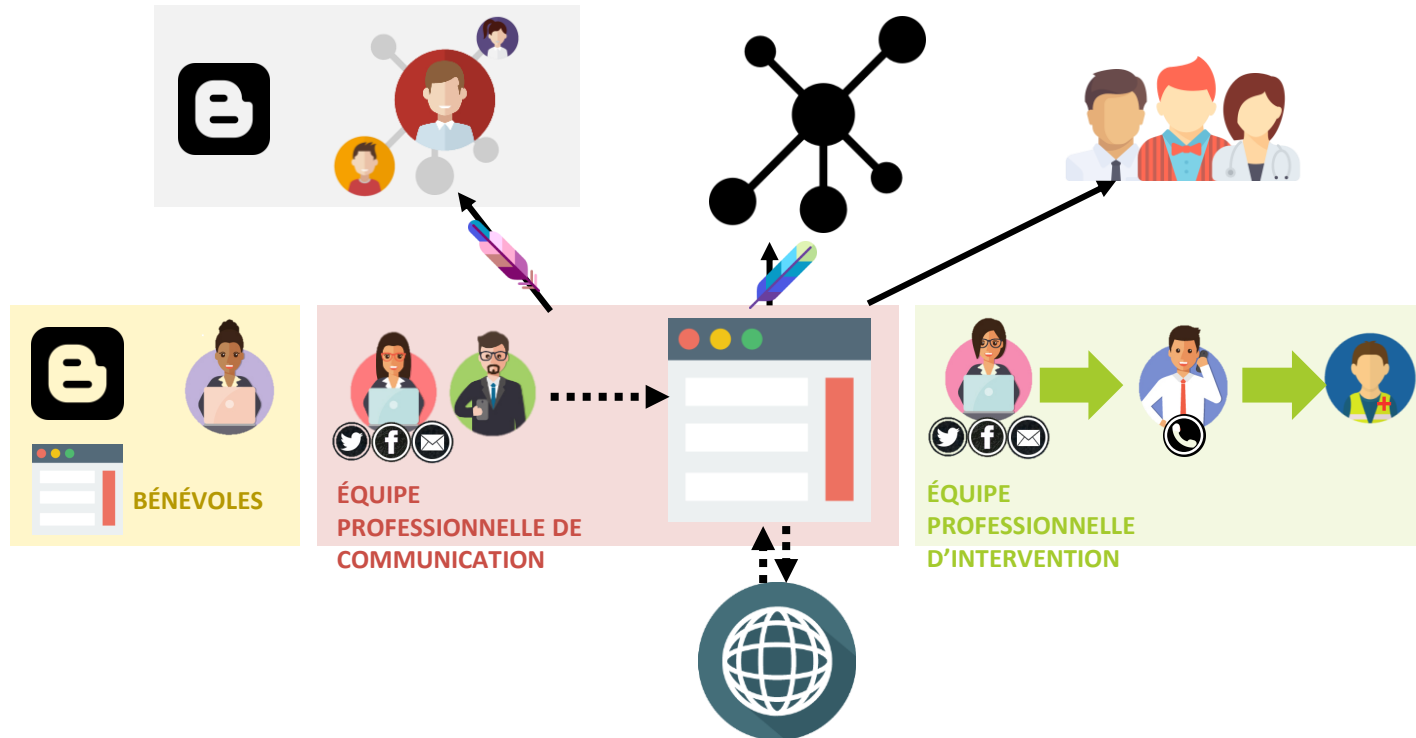 BÉNÉVOLES
ÉQUIPE
PROFESSIONNELLE DE
COMMUNICATION
ÉQUIPE
PROFESSIONNELLE
D’INTERVENTION